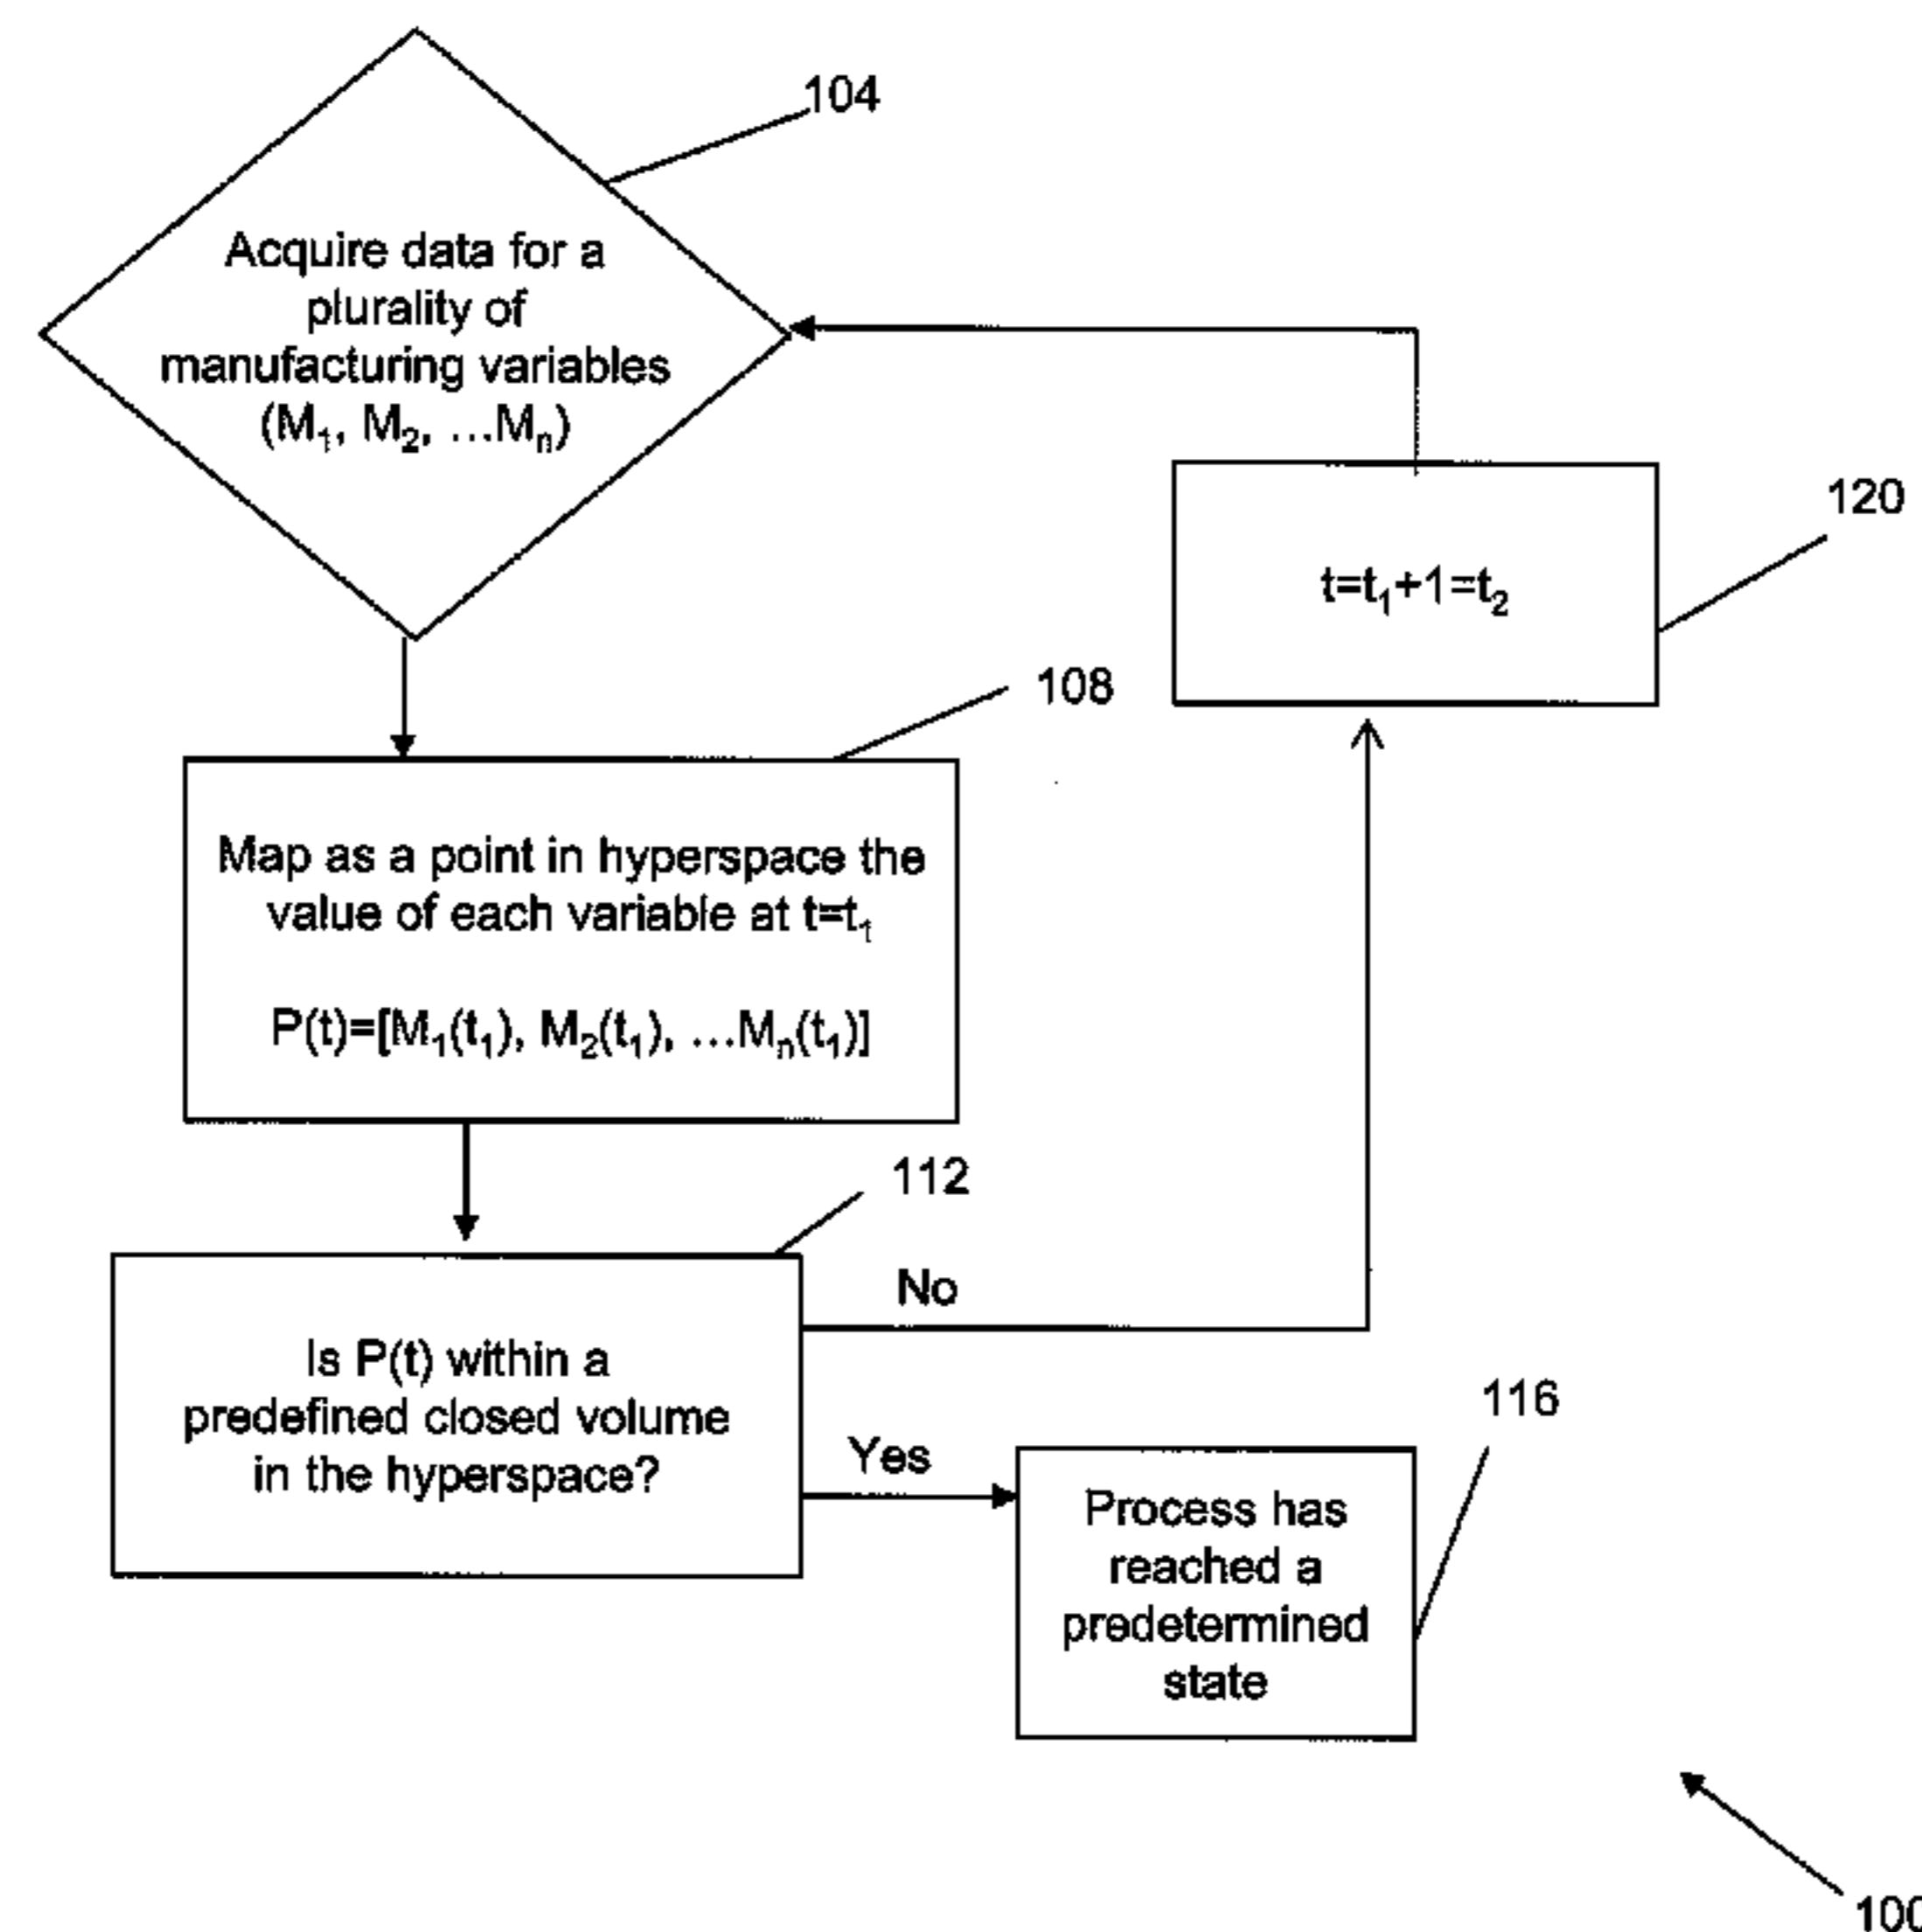 104
Acquire data for a
plurality of
manufacturing variables
(M₁, M₂, …Mₙ)
120
t=t₁+1=t₂
108
Map as a point in hyperspace the
value of each variable at t=t₁
P(t)=[M₁(t₁), M₂(t₁), …Mₙ(t₁)]
112
No
Is P(t) within a
predefined closed volume
in the hyperspace?
Yes
116
Process has
reached a
predetermined
state
100